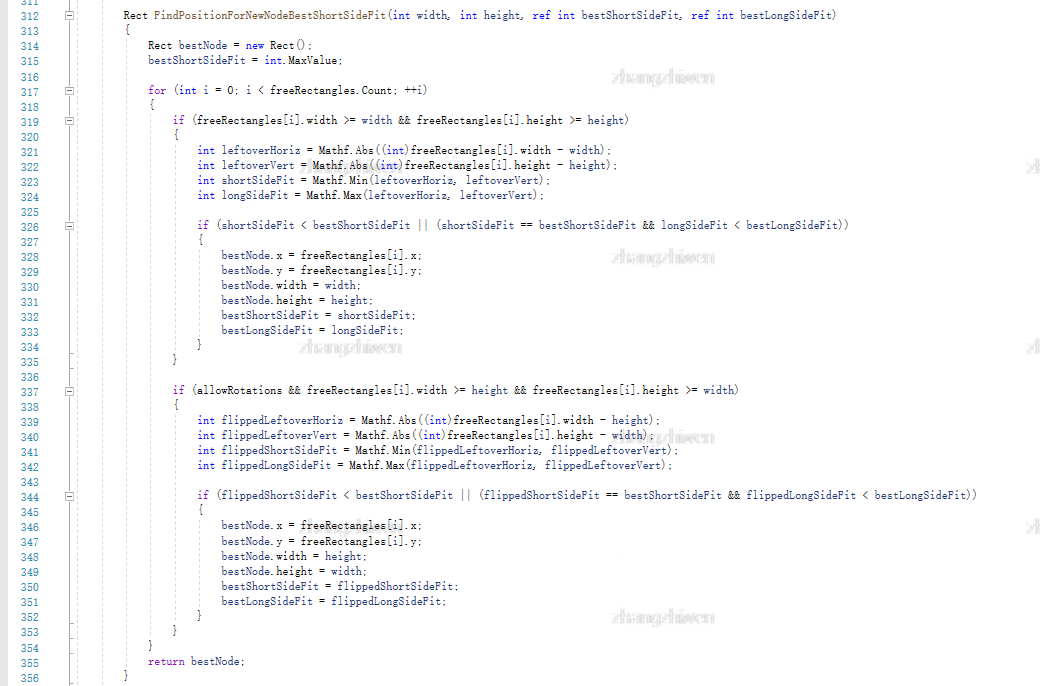 311
312 Rect FindPositionForNewNodeBestShortSideFit(int width, int height, ref int bestShortSideFit, ref int bestLongSideFit)
313 {
314 Rect bestNode = new Rect();
315 bestShortSideFit = int.MaxValue;
316
317 for (int i = 0; i < freeRectangles.Count; ++i)
318 {
319 if (freeRectangles[i].width >= width && freeRectangles[i].height >= height)
320 {
321 int leftoverHoriz = Mathf.Abs((int)freeRectangles[i].width - width);
322 int leftoverVert = Mathf.Abs((int)freeRectangles[i].height - height);
323 int shortSideFit = Mathf.Min(leftoverHoriz, leftoverVert);
324 int longSideFit = Mathf.Max(leftoverHoriz, leftoverVert);
325
326 if (shortSideFit < bestShortSideFit || (shortSideFit == bestShortSideFit && longSideFit < bestLongSideFit))
327 {
328 bestNode.x = freeRectangles[i].x;
329 bestNode.y = freeRectangles[i].y;
330 bestNode.width = width;
331 bestNode.height = height;
332 bestShortSideFit = shortSideFit;
333 bestLongSideFit = longSideFit;
334 }
335 }
336
337 if (allowRotations && freeRectangles[i].width >= height && freeRectangles[i].height >= width)
338 {
339 int flippedLeftoverHoriz = Mathf.Abs((int)freeRectangles[i].width - height);
340 int flippedLeftoverVert = Mathf.Abs((int)freeRectangles[i].height - width);
341 int flippedShortSideFit = Mathf.Min(flippedLeftoverHoriz, flippedLeftoverVert);
342 int flippedLongSideFit = Mathf.Max(flippedLeftoverHoriz, flippedLeftoverVert);
343
344 if (flippedShortSideFit < bestShortSideFit || (flippedShortSideFit == bestShortSideFit && flippedLongSideFit < bestLongSideFit))
345 {
346 bestNode.x = freeRectangles[i].x;
347 bestNode.y = freeRectangles[i].y;
348 bestNode.width = height;
349 bestNode.height = width;
350 bestShortSideFit = flippedShortSideFit;
351 bestLongSideFit = flippedLongSideFit;
352 }
353 }
354 }
355 return bestNode;
356 }